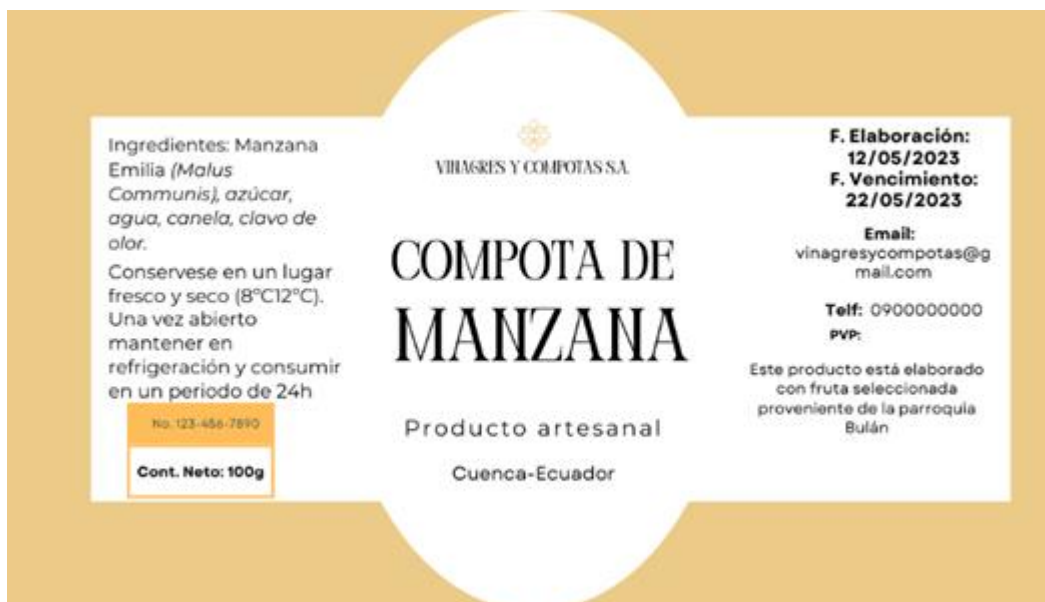 Ingredientes: Manzana
Emilia (Malus
Communis), azúcar,
agua, canela, clavo de
olor.
Conservese en un lugar
fresco y seco (8°C12°C).
Una vez abierto
mantener en
refrigeración y consumir
en un periodo de 24h
No. 123-456-7890
Cont. Neto: 100g
VINAGRES Y COMPOTAS S.A.
COMPOTA DE
MANZANA
Producto artesanal
Cuenca-Ecuador
F. Elaboración:
12/05/2023
F. Vencimiento:
22/05/2023
Email:
vinagresycompotas@g
mail.com
Telf: 0900000000
PVP:
Este producto está elaborado
con fruta seleccionada
proveniente de la parroquia
Bulán